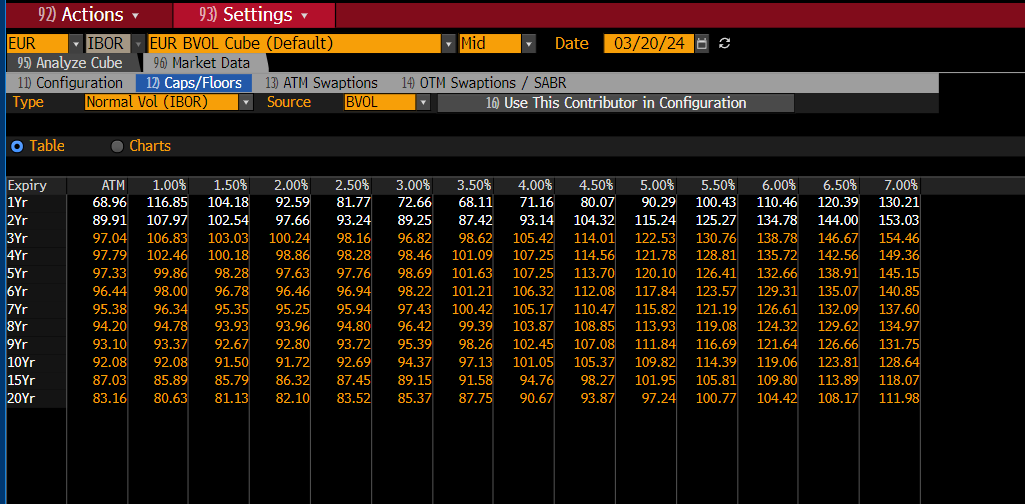 92) Actions 93) Settings
EUR IBOR EUR BVOL Cube (Default) Mid Date 03/20/24
95) Analyze Cube 96) Market Data
11) Configuration 12) Caps/Floors 13) ATM Swaptions 14) OTM Swaptions / SABR
Type Normal Vol (IBOR) Source BVOL 16) Use This Contributor in Configuration
Table Charts
Expiry ATM 1.00% 1.50% 2.00% 2.50% 3.00% 3.50% 4.00% 4.50% 5.00% 5.50% 6.00% 6.50% 7.00%
1Yr 68.96 116.85 104.18 92.59 81.77 72.66 68.11 71.16 80.07 90.29 100.43 110.46 120.39 130.21
2Yr 89.91 107.97 102.54 97.66 93.24 89.25 87.42 93.14 104.32 115.24 125.27 134.78 144.00 153.03
3Yr 97.04 106.83 103.03 100.24 98.16 96.82 98.62 105.42 114.01 122.53 130.76 138.78 146.67 154.46
4Yr 97.79 102.46 100.18 98.86 98.28 98.46 101.09 107.25 114.56 121.78 128.81 135.72 142.56 149.36
5Yr 97.33 99.86 98.28 97.63 97.76 98.69 101.63 107.25 113.70 120.10 126.41 132.66 138.91 145.15
6Yr 96.44 98.00 96.78 96.46 96.94 98.22 101.21 106.32 112.08 117.84 123.57 129.31 135.07 140.85
7Yr 95.38 96.34 95.35 95.25 95.94 97.43 100.42 105.17 110.47 115.82 121.19 126.61 132.09 137.60
8Yr 94.20 94.78 93.93 93.96 94.80 96.42 99.39 103.87 108.85 113.93 119.08 124.32 129.62 134.97
9Yr 93.10 93.37 92.67 92.80 93.72 95.39 98.26 102.45 107.08 111.84 116.69 121.64 126.66 131.75
10Yr 92.08 92.08 91.50 91.72 92.69 94.37 97.13 101.05 105.37 109.82 114.39 119.06 123.81 128.64
15Yr 87.03 85.89 85.79 86.32 87.45 89.15 91.58 94.76 98.27 101.95 105.81 109.80 113.89 118.07
20Yr 83.16 80.63 81.13 82.10 83.52 85.37 87.75 90.67 93.87 97.24 100.77 104.42 108.17 111.98